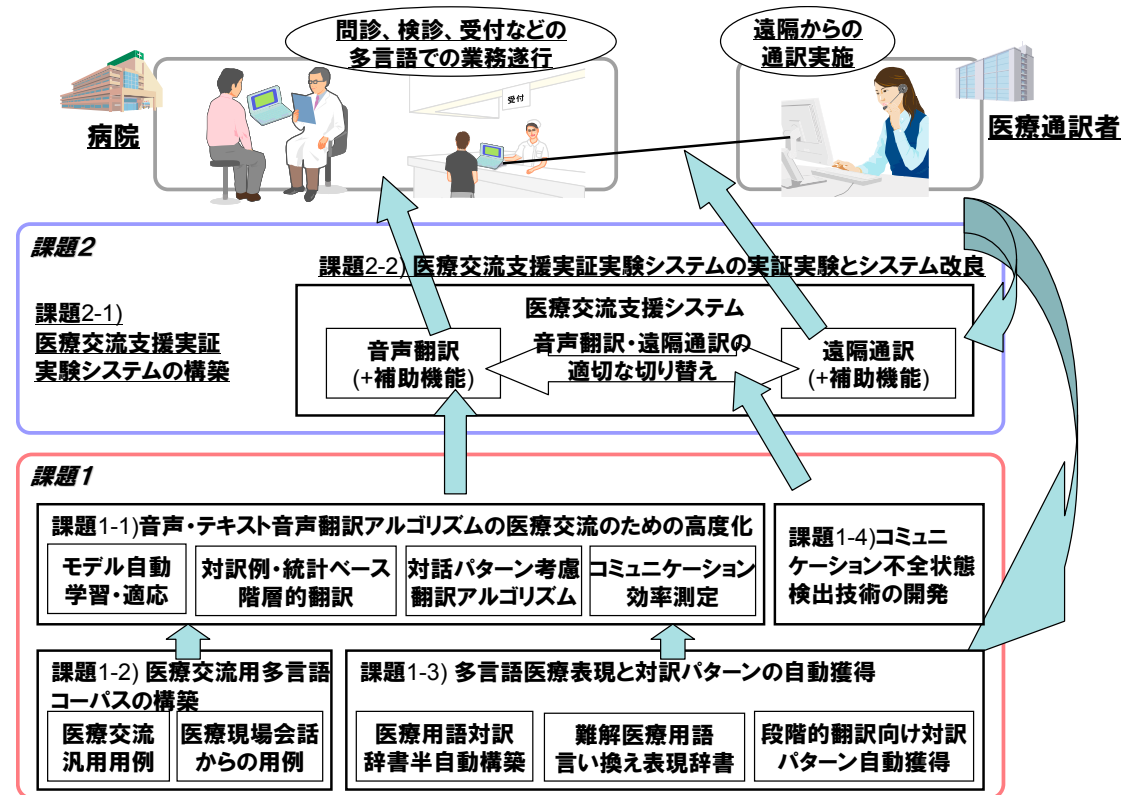 問診、検診、受付などの
多言語での業務遂行
遠隔からの
通訳実施
受付
病院
医療通訳者
課題2
課題2-2) 医療交流支援実証実験システムの実証実験とシステム改良
課題2-1)
医療交流支援実証
実験システムの構築
医療交流支援システム
音声翻訳
(+補助機能)
音声翻訳・遠隔通訳の
適切な切り替え
遠隔通訳
(+補助機能)
課題1
課題1-1)音声・テキスト音声翻訳アルゴリズムの医療交流のための高度化
モデル自動
学習・適応
対訳例・統計ベース
階層的翻訳
対話パターン考慮
翻訳アルゴリズム
コミュニケーション
効率測定
課題1-4)コミュニ
ケーション不全状態
検出技術の開発
課題1-2) 医療交流用多言語
コーパスの構築
医療交流
汎用用例
医療現場会話
からの用例
課題1-3) 多言語医療表現と対訳パターンの自動獲得
医療用語対訳
辞書半自動構築
難解医療用語
言い換え表現辞書
段階的翻訳向け対訳
パターン自動獲得